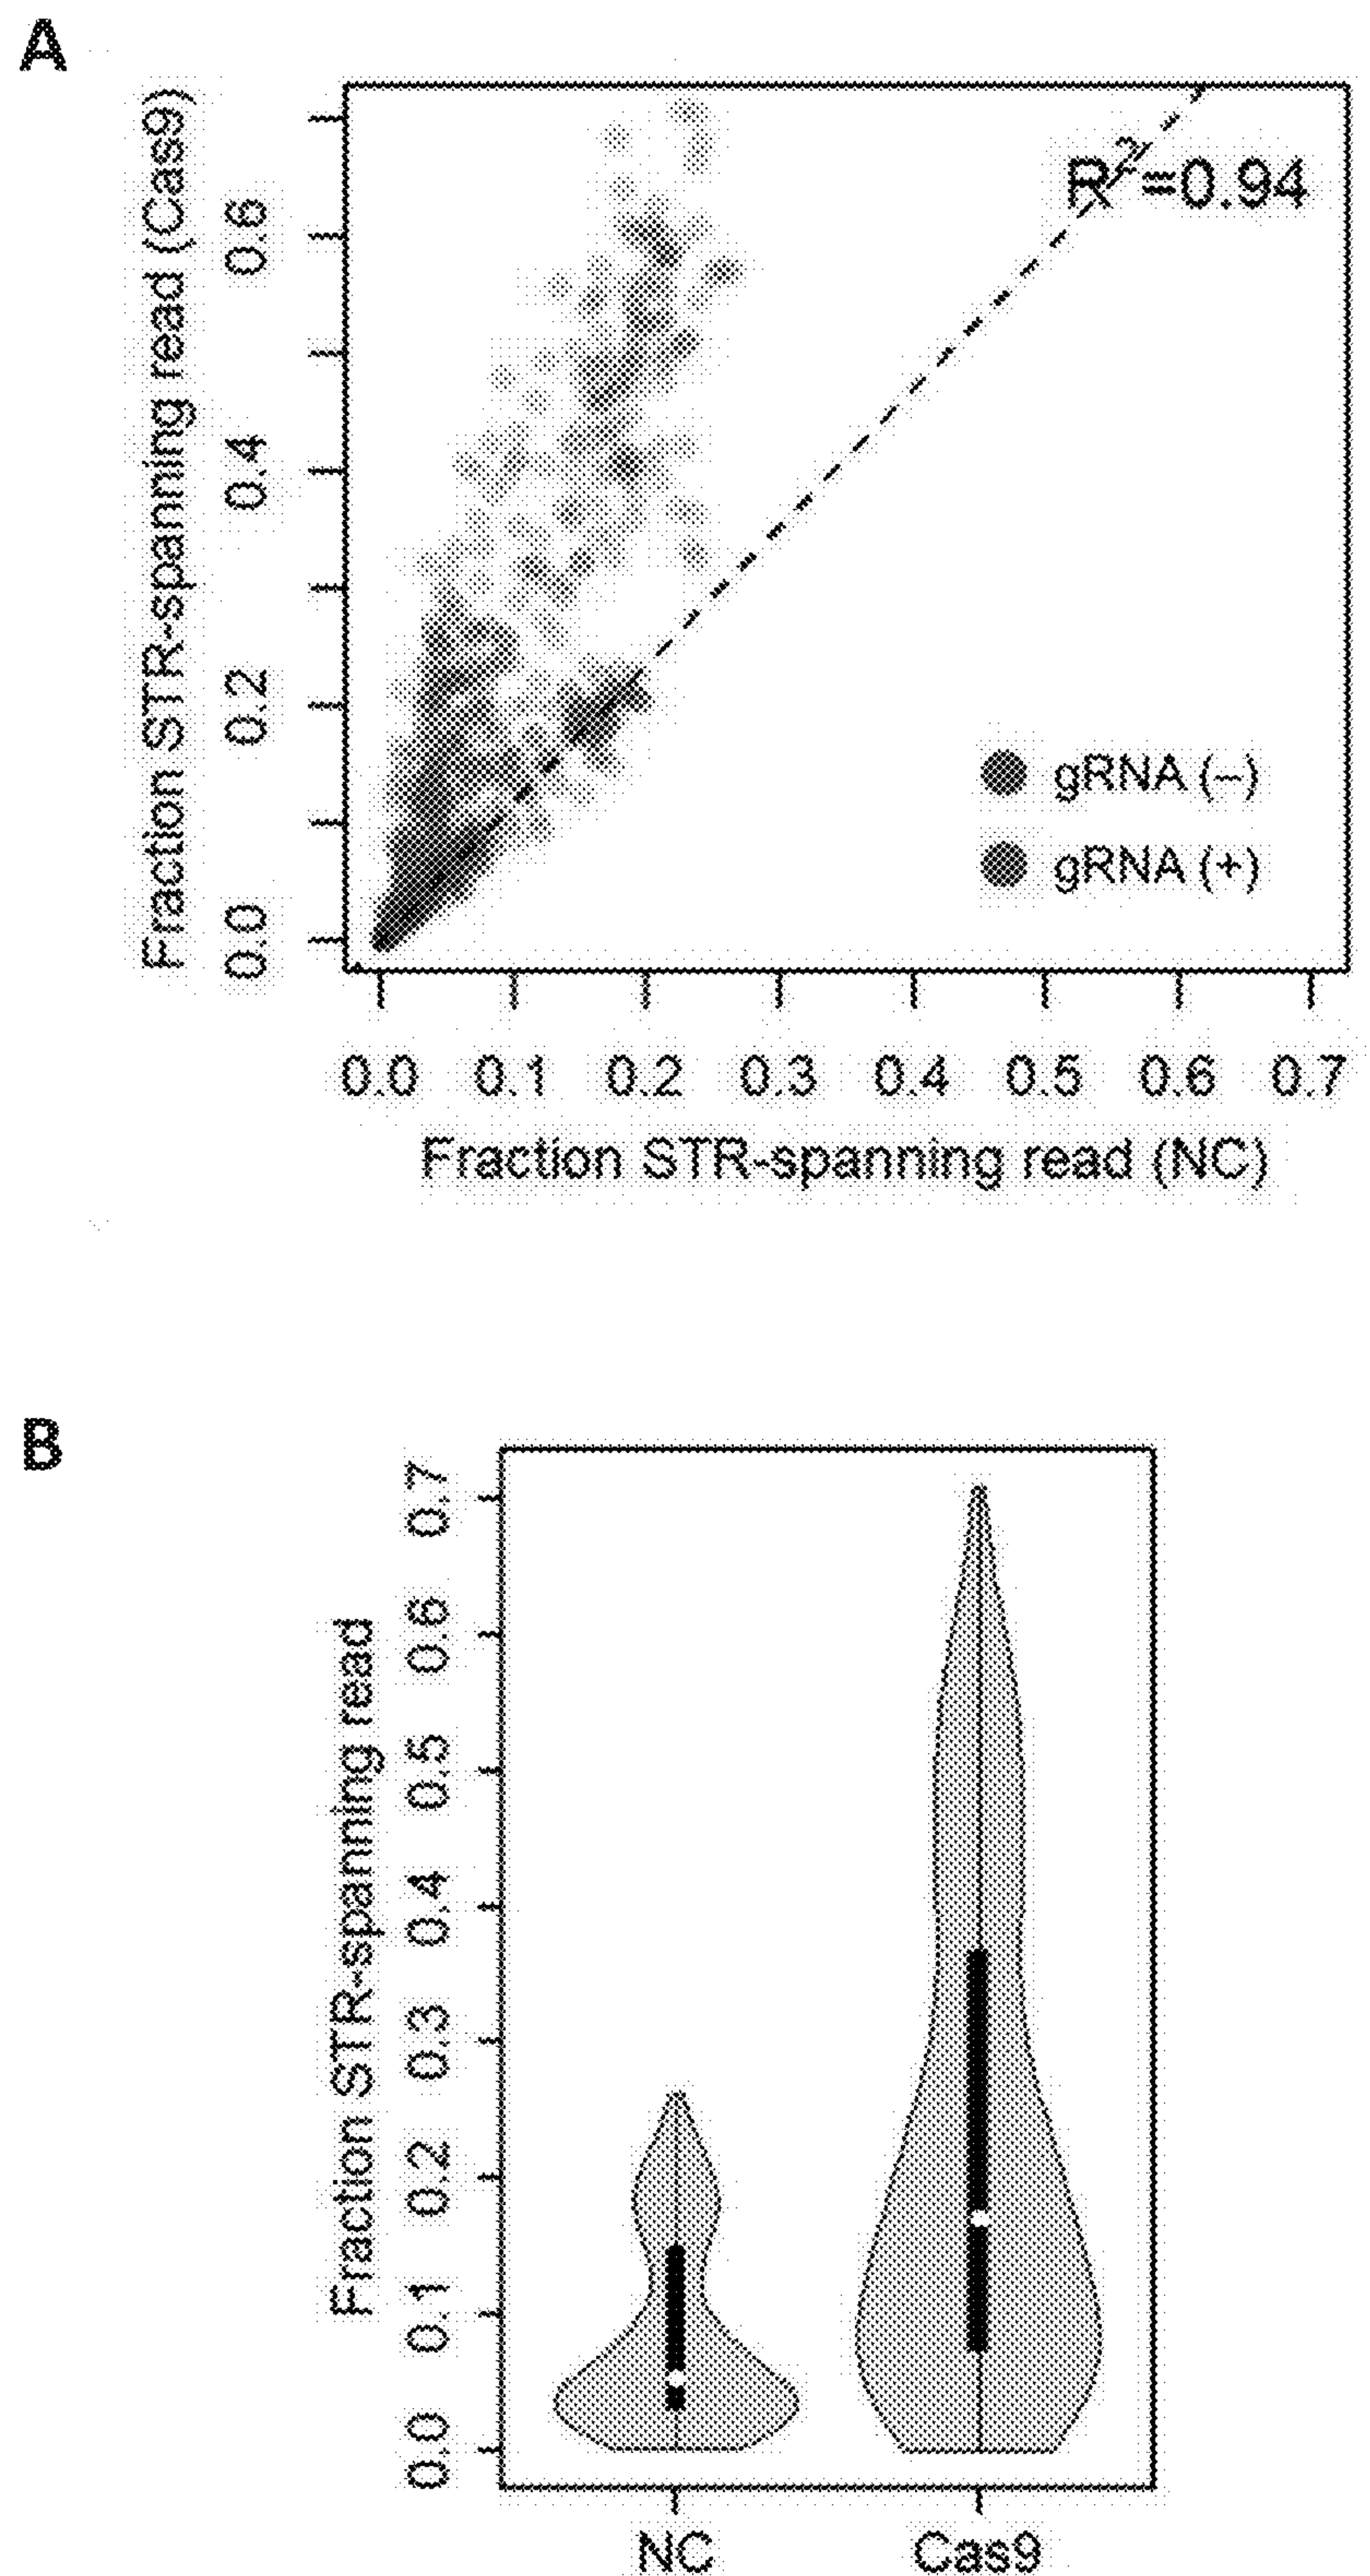 A
Fraction STR-spanning read (Cas9)
0.6
0.4
0.2
0.0
R²=0.94
gRNA (–)
gRNA (+)
0.0 0.1 0.2 0.3 0.4 0.5 0.6 0.7
Fraction STR-spanning read (NC)
B
Fraction STR-spanning read
0.7
0.6
0.5
0.4
0.3
0.2
0.1
0.0
NC Cas9